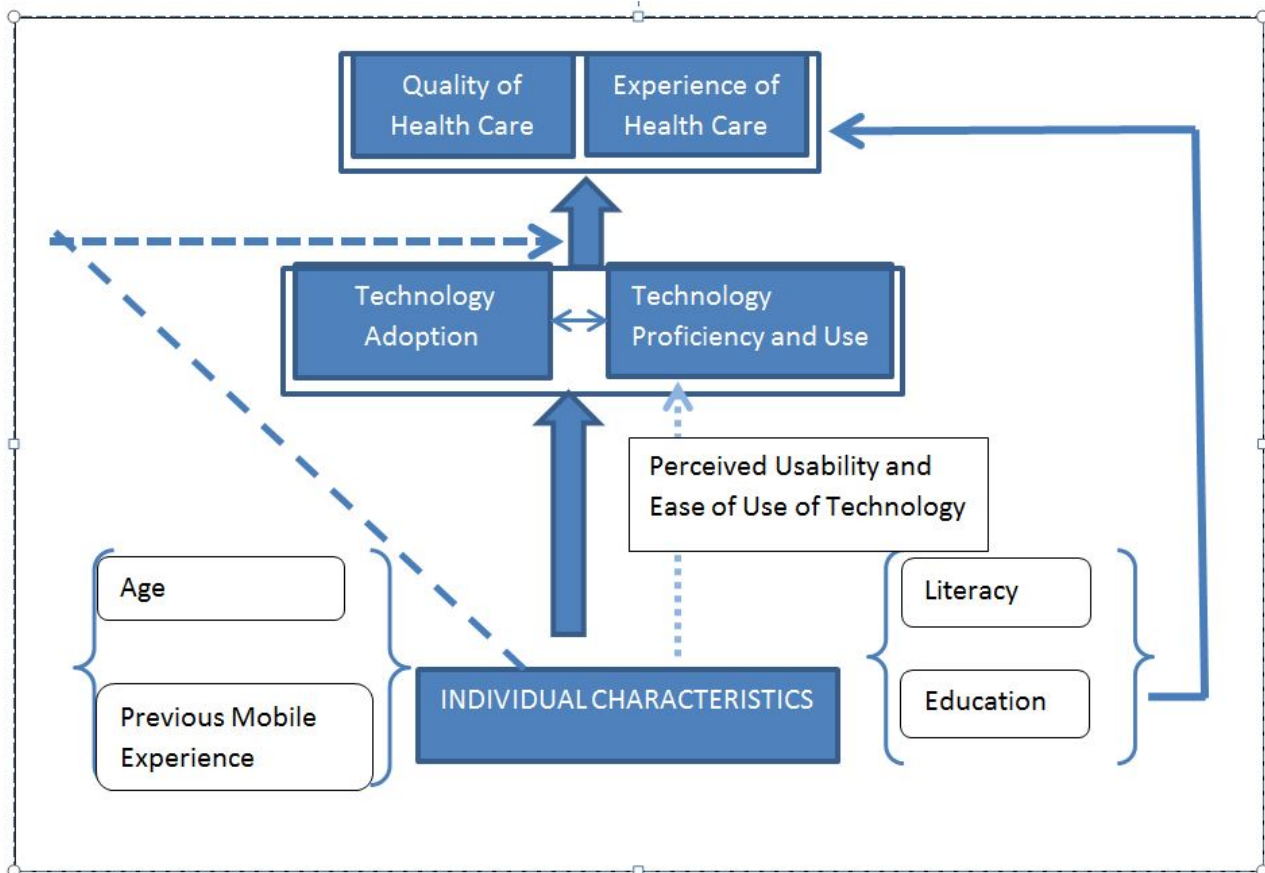 Quality of
Health Care
Experience of
Health Care
Technology
Adoption
Technology
Proficiency and Use
Perceived Usability and
Ease of Use of Technology
Age
Previous Mobile
Experience
INDIVIDUAL CHARACTERISTICS
Literacy
Education